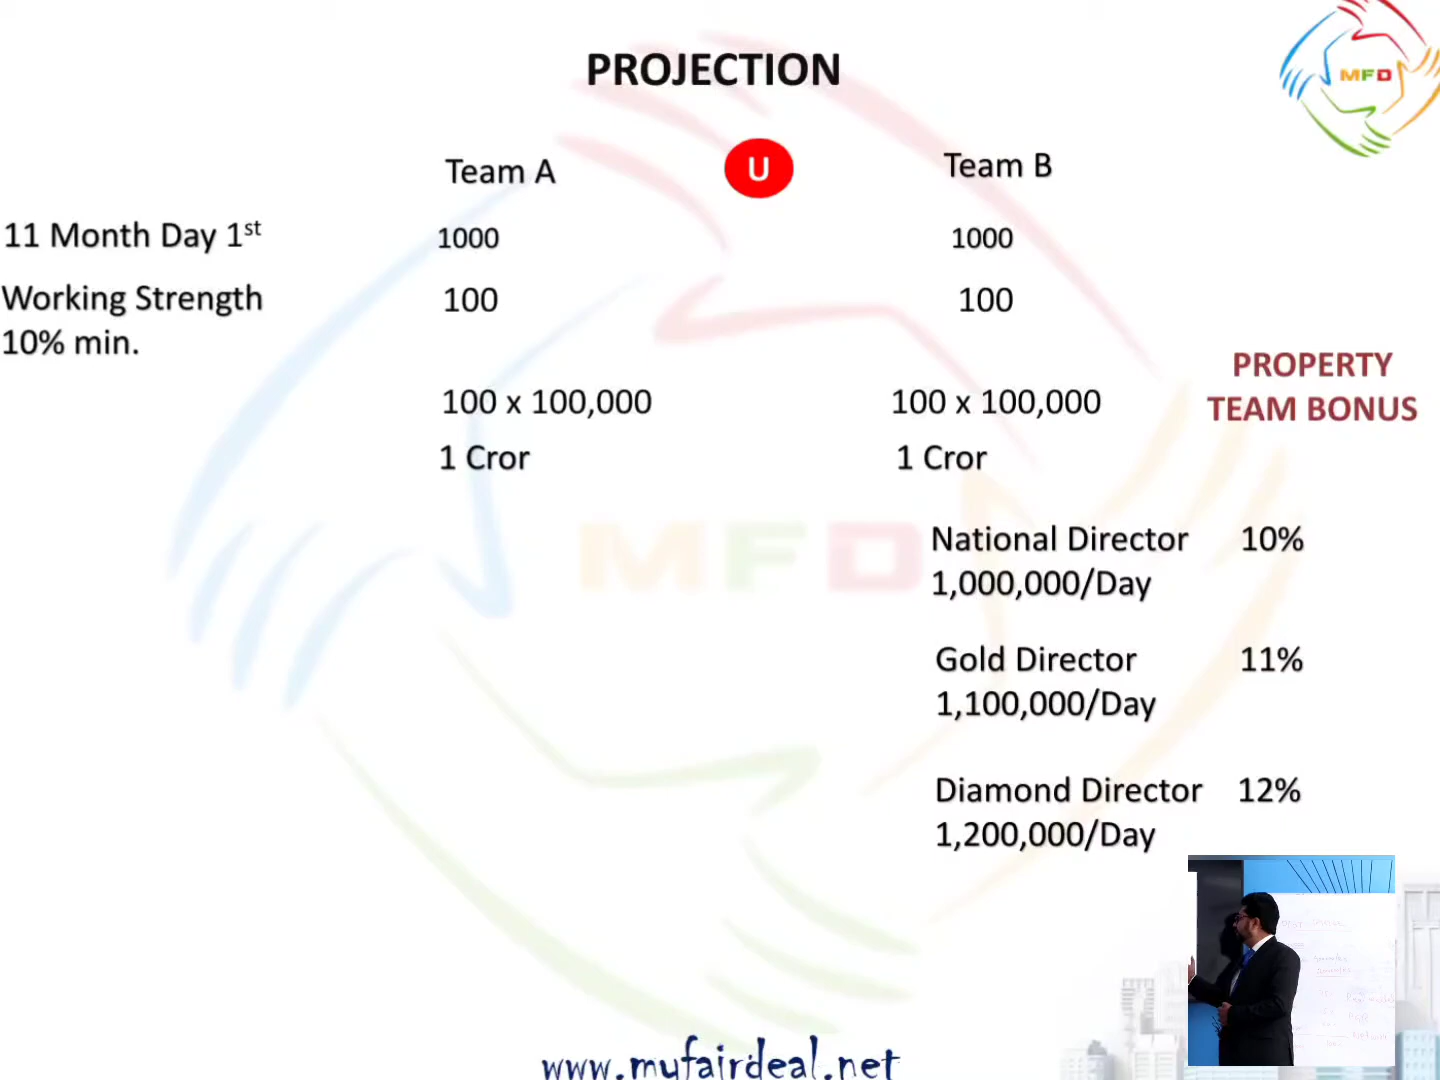 PROJECTION
MFD
Team A
U
Team B
11 Month Day 1st
1000
1000
Working Strength
10% min.
100
100
PROPERTY
TEAM BONUS
100 x 100,000
100 x 100,000
1 Cror
1 Cror
MFD
National Director 10%
1,000,000/Day
Gold Director 11%
1,100,000/Day
Diamond Director 12%
1,200,000/Day
www.myfairdeal.net